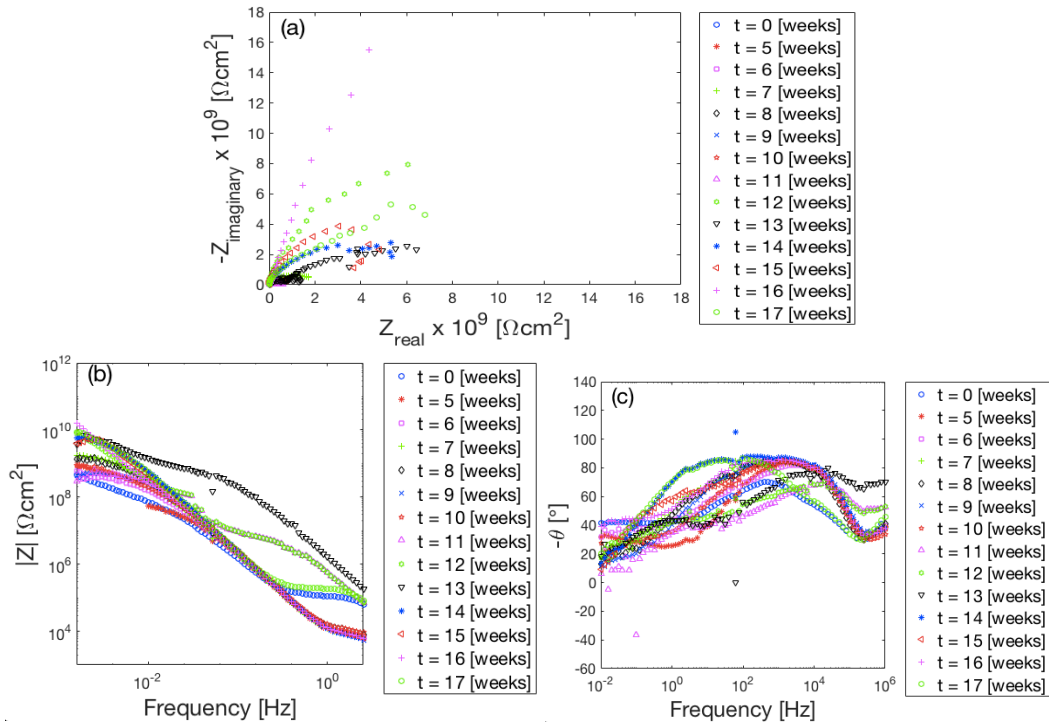 (a)
18
16
14
12
10
8
6
4
2
0
0 2 4 6 8 10 12 14 16 18
-Z_imaginary x 10^9 [Ωcm^2]
Z_real x 10^9 [Ωcm^2]
t = 0 [weeks]
t = 5 [weeks]
t = 6 [weeks]
t = 7 [weeks]
t = 8 [weeks]
t = 9 [weeks]
t = 10 [weeks]
t = 11 [weeks]
t = 12 [weeks]
t = 13 [weeks]
t = 14 [weeks]
t = 15 [weeks]
t = 16 [weeks]
t = 17 [weeks]
(b)
10^12
10^10
10^8
10^6
10^4
10^-2 10^0
|Z| [Ωcm^2]
Frequency [Hz]
t = 0 [weeks]
t = 5 [weeks]
t = 6 [weeks]
t = 7 [weeks]
t = 8 [weeks]
t = 9 [weeks]
t = 10 [weeks]
t = 11 [weeks]
t = 12 [weeks]
t = 13 [weeks]
t = 14 [weeks]
t = 15 [weeks]
t = 16 [weeks]
t = 17 [weeks]
(c)
140
120
100
80
60
40
20
0
-20
-40
-60
10^-2 10^0 10^2 10^4 10^6
-θ [°]
Frequency [Hz]
t = 0 [weeks]
t = 5 [weeks]
t = 6 [weeks]
t = 7 [weeks]
t = 8 [weeks]
t = 9 [weeks]
t = 10 [weeks]
t = 11 [weeks]
t = 12 [weeks]
t = 13 [weeks]
t = 14 [weeks]
t = 15 [weeks]
t = 16 [weeks]
t = 17 [weeks]